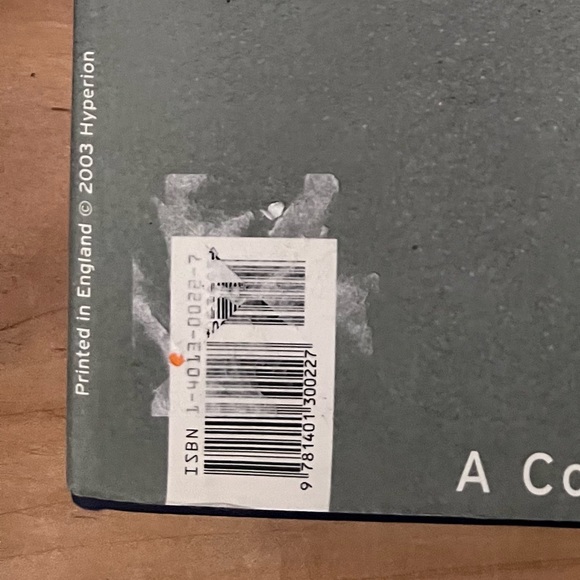 Printed in England © 2003 Hyperion
ISBN 1-4013-0022-7
9 781401 300227
A Co